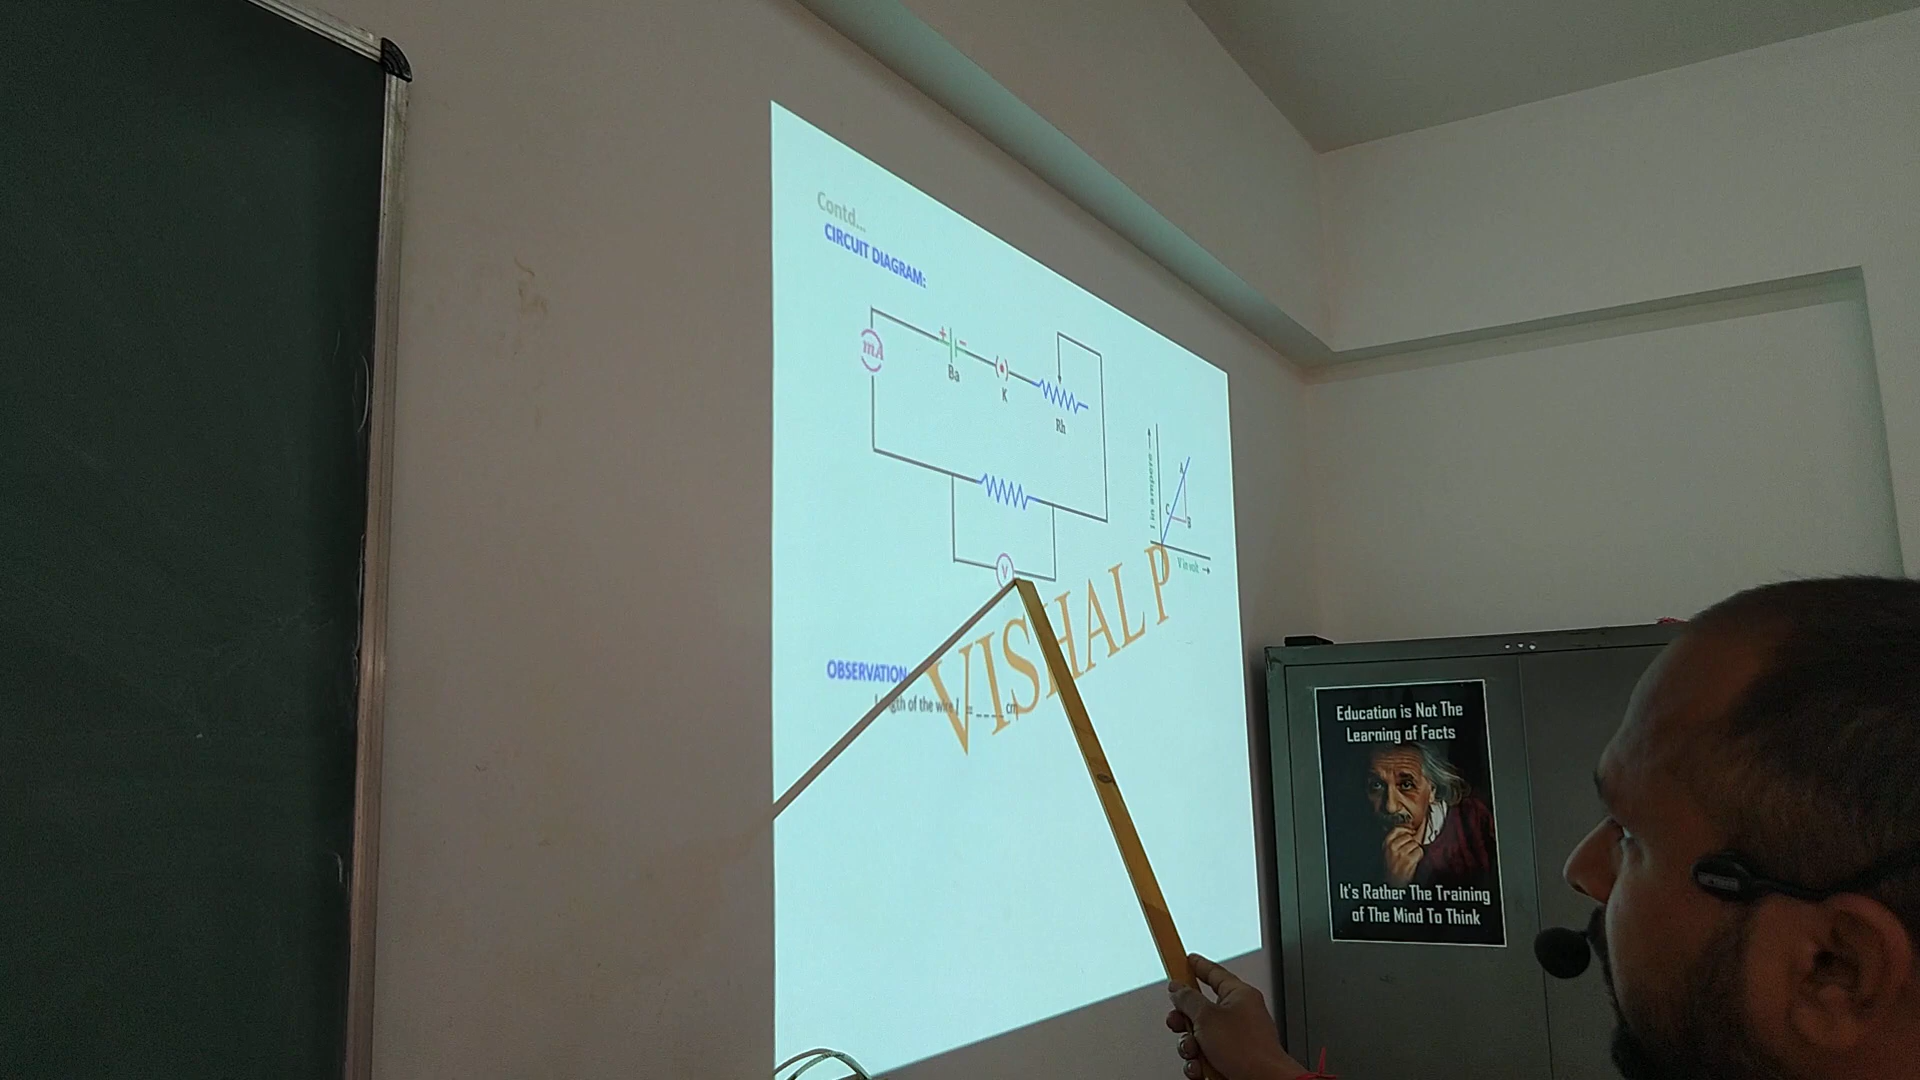 Contd...
CIRCUIT DIAGRAM:
mA
+
-
Ba
K
Rh
V
I in ampere →
A
C
B
V in volt →
VISHAL P
OBSERVATION
Length of the wire l = _ _ _ _ cm
Education is Not The
Learning of Facts
It's Rather The Training
of The Mind To Think